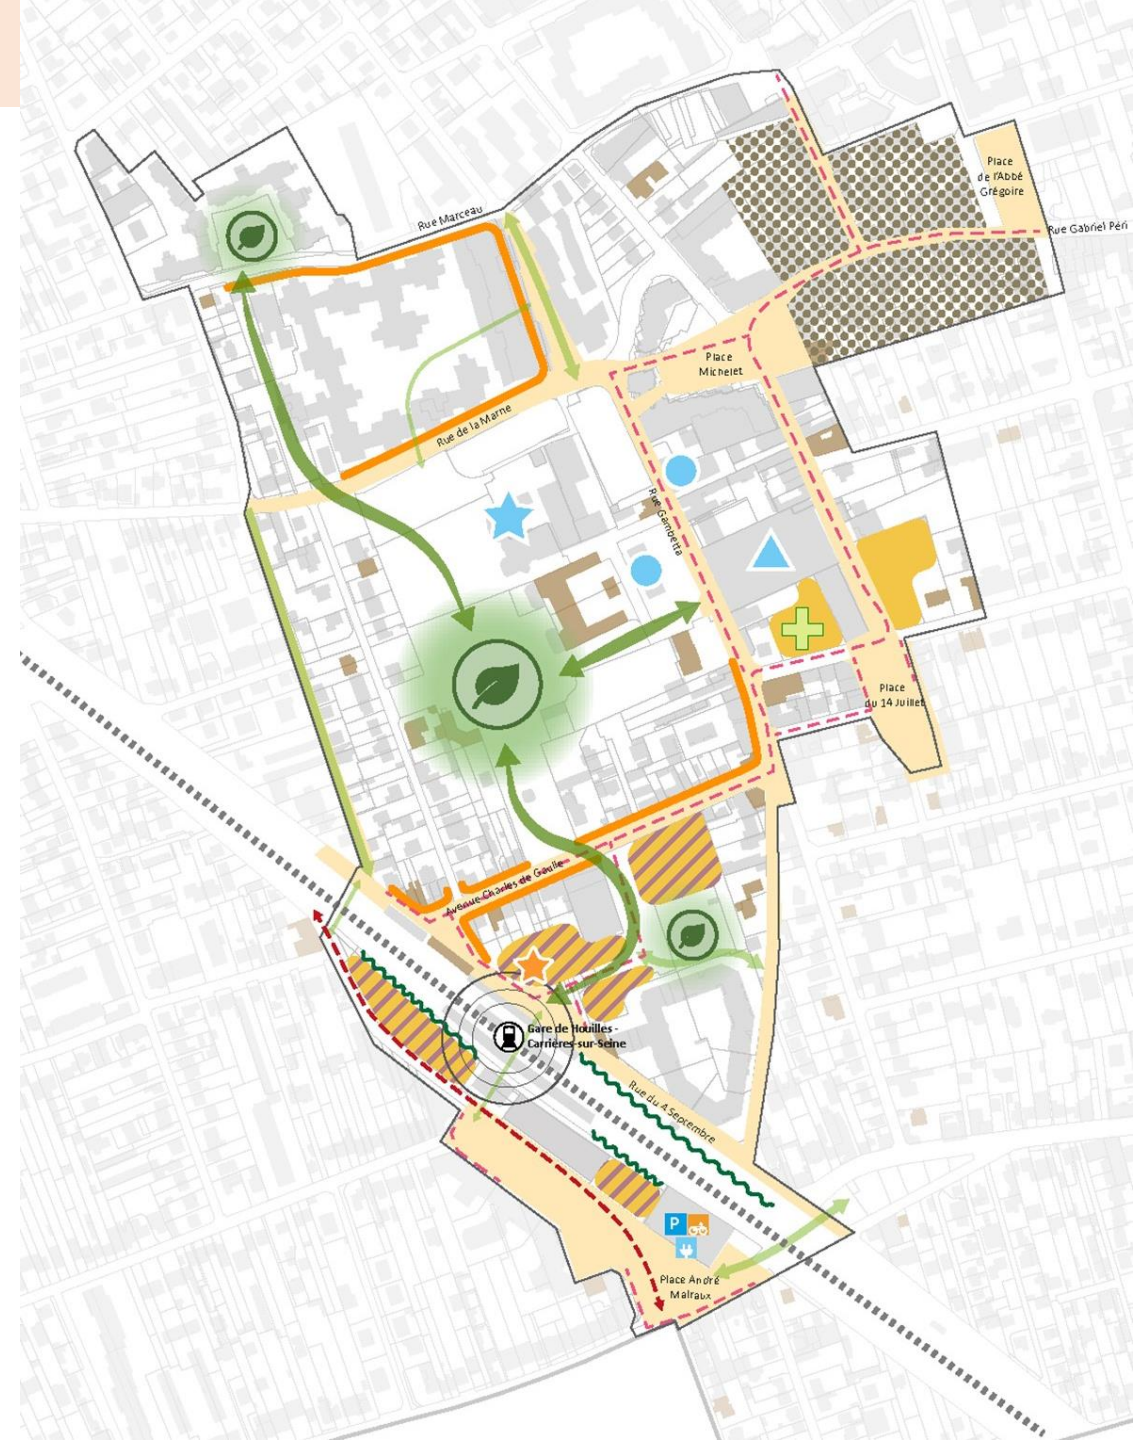 Place
de l'Abbé
Grégoire
Rue Marceau
Rue Gabriel Péri
Place
Michelet
Rue de la Marne
Rue Gambetta
Place
du 14 Juillet
Avenue Charles de Gaulle
Gare de Houilles -
Carrières-sur-Seine
Rue du 4 Septembre
P
Place André
Malraux